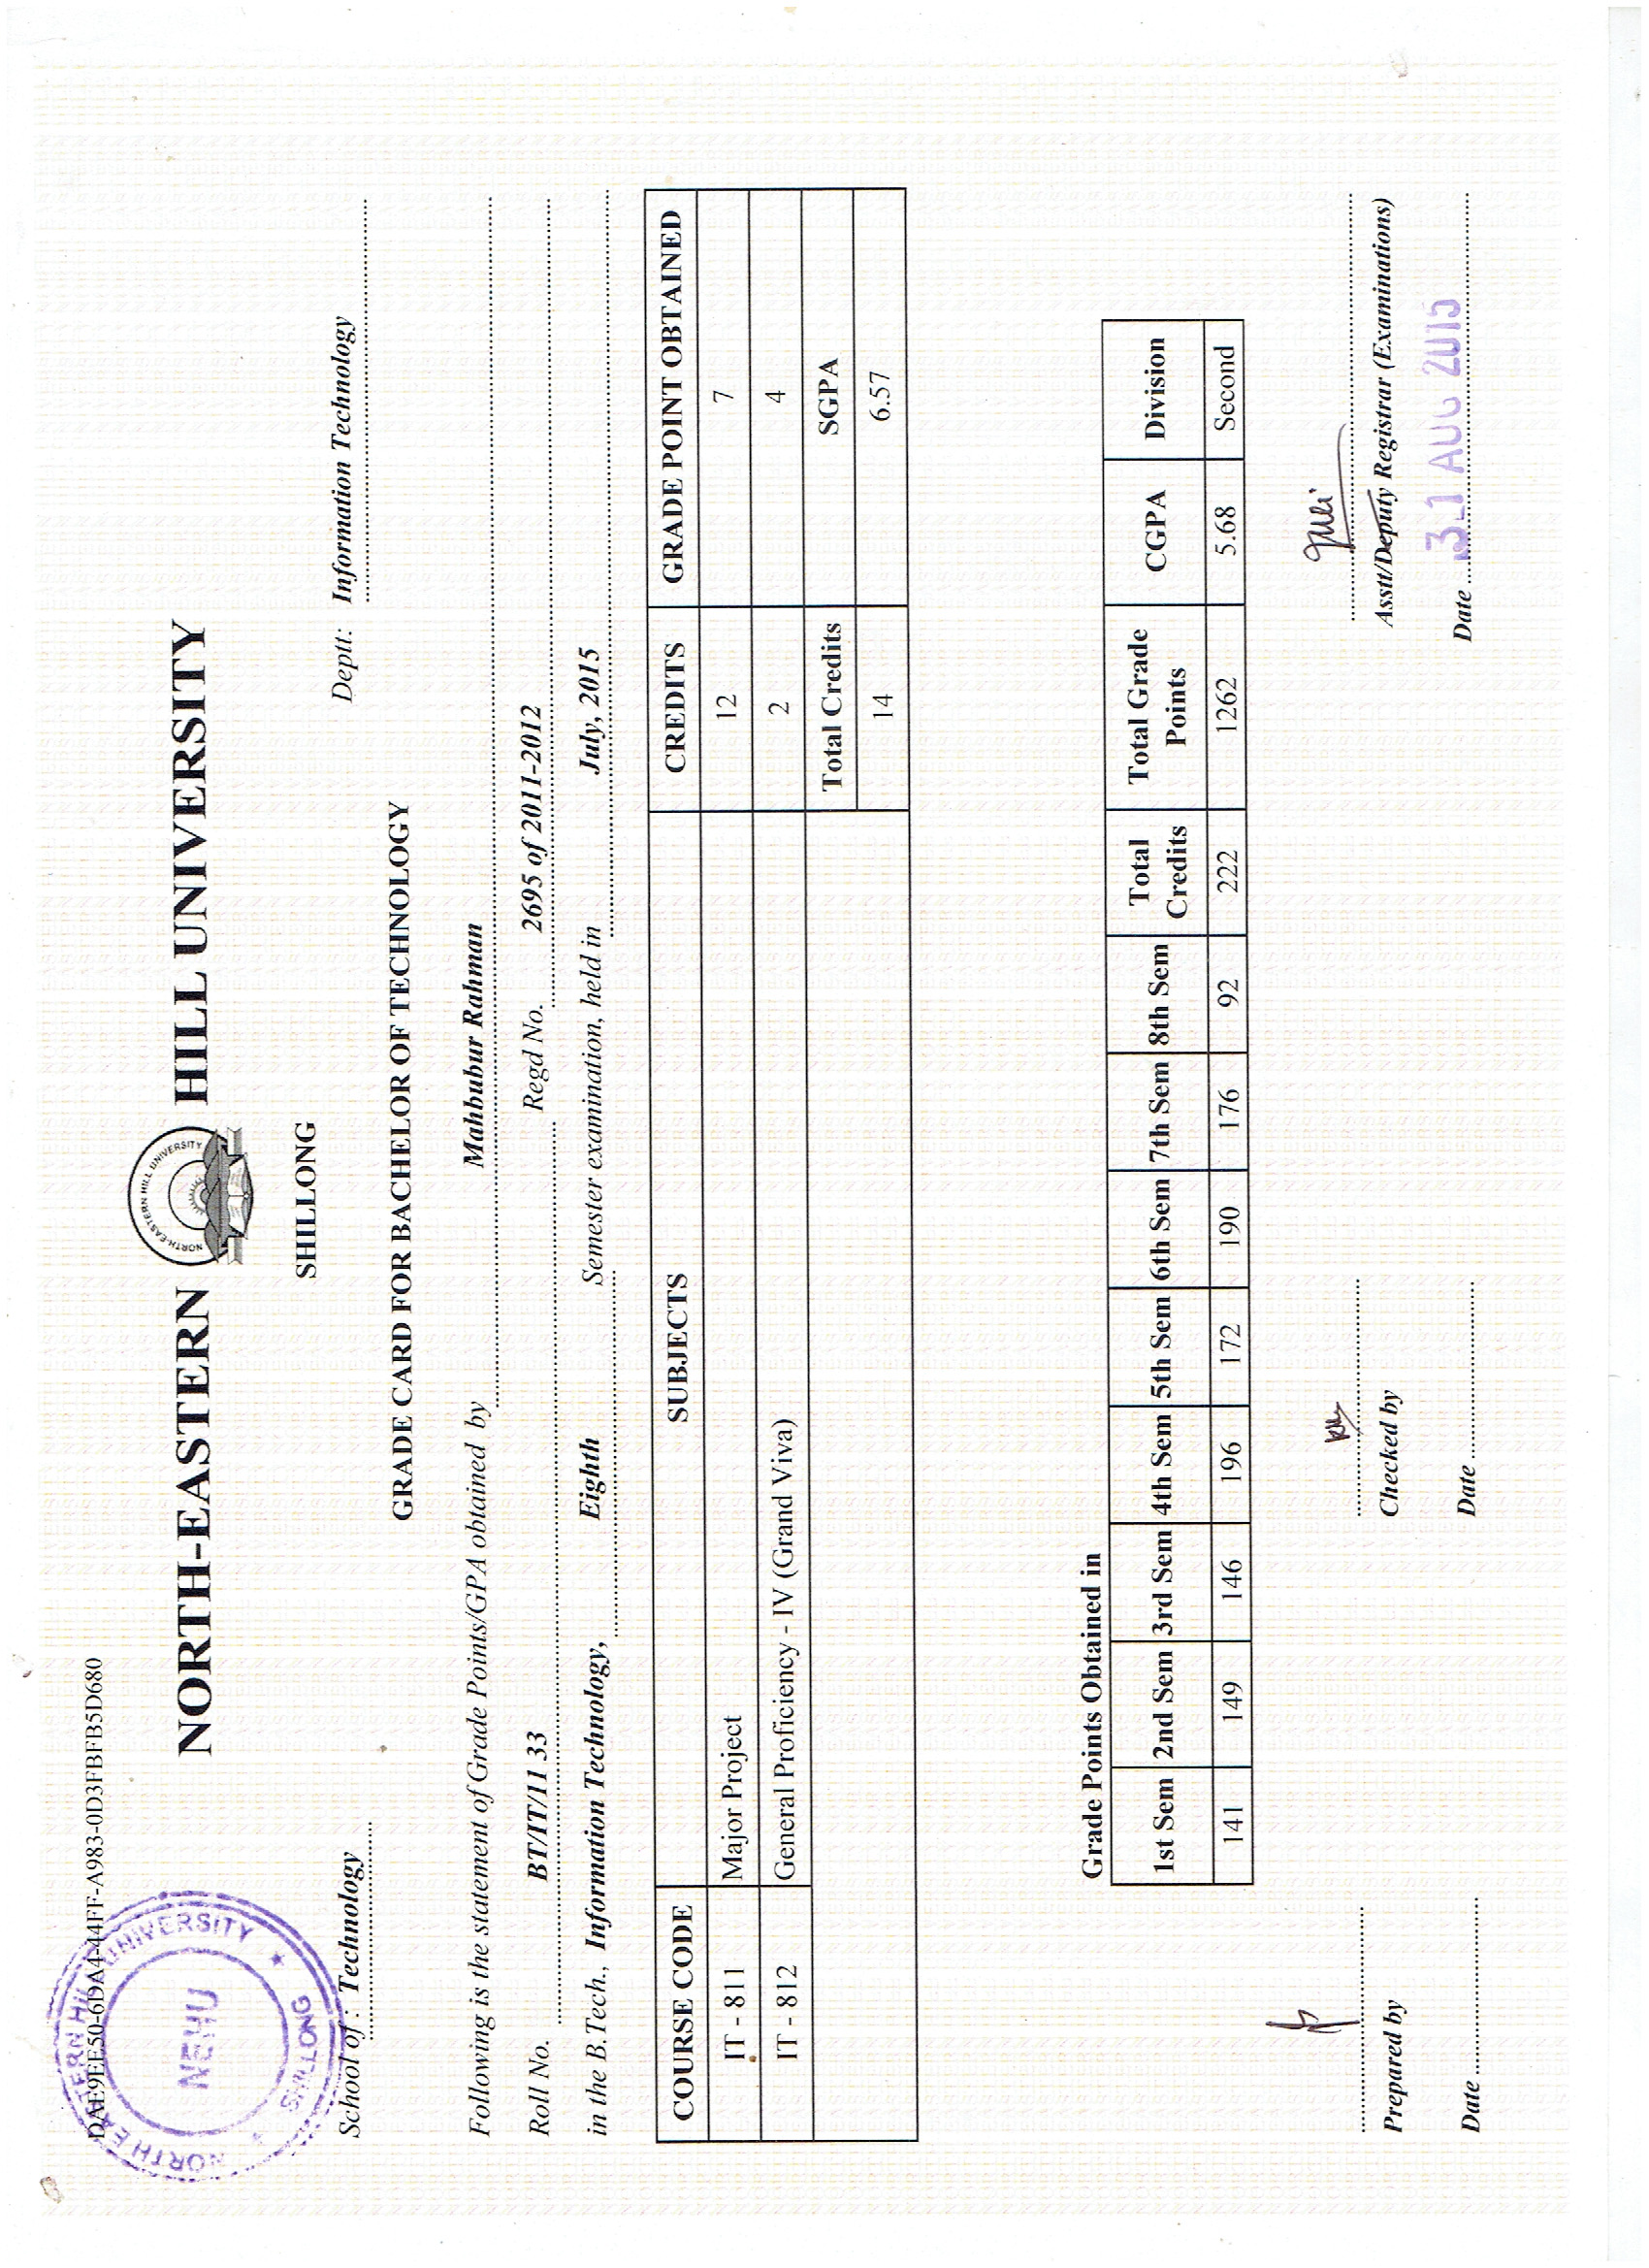 DAE9EE50-6DA4-44FF-A983-0D3FBFB5D680
NORTH EASTERN HILL UNIVERSITY
NEHU
SHILLONG
NORTH-EASTERN HILL UNIVERSITY
NORTH-EASTERN HILL UNIVERSITY
SHILLONG
School of : Technology
Deptt: Information Technology
GRADE CARD FOR BACHELOR OF TECHNOLOGY
Following is the statement of Grade Points/GPA obtained by Mahbubur Rahman
Roll No. BT/IT/11 33 Regd No. 2695 of 2011-2012
in the B.Tech., Information Technology, Eighth Semester examination, held in July, 2015
COURSE CODE SUBJECTS CREDITS GRADE POINT OBTAINED
IT - 811 Major Project 12 7
IT - 812 General Proficiency - IV (Grand Viva) 2 4
Total Credits SGPA
14 6.57
Grade Points Obtained in
1st Sem 2nd Sem 3rd Sem 4th Sem 5th Sem 6th Sem 7th Sem 8th Sem Total Credits Total Grade Points CGPA Division
141 149 146 196 172 190 176 92 222 1262 5.68 Second
Prepared by Checked by Asstt/Deputy Registrar (Examinations)
Date Date Date 31 AUG 2015